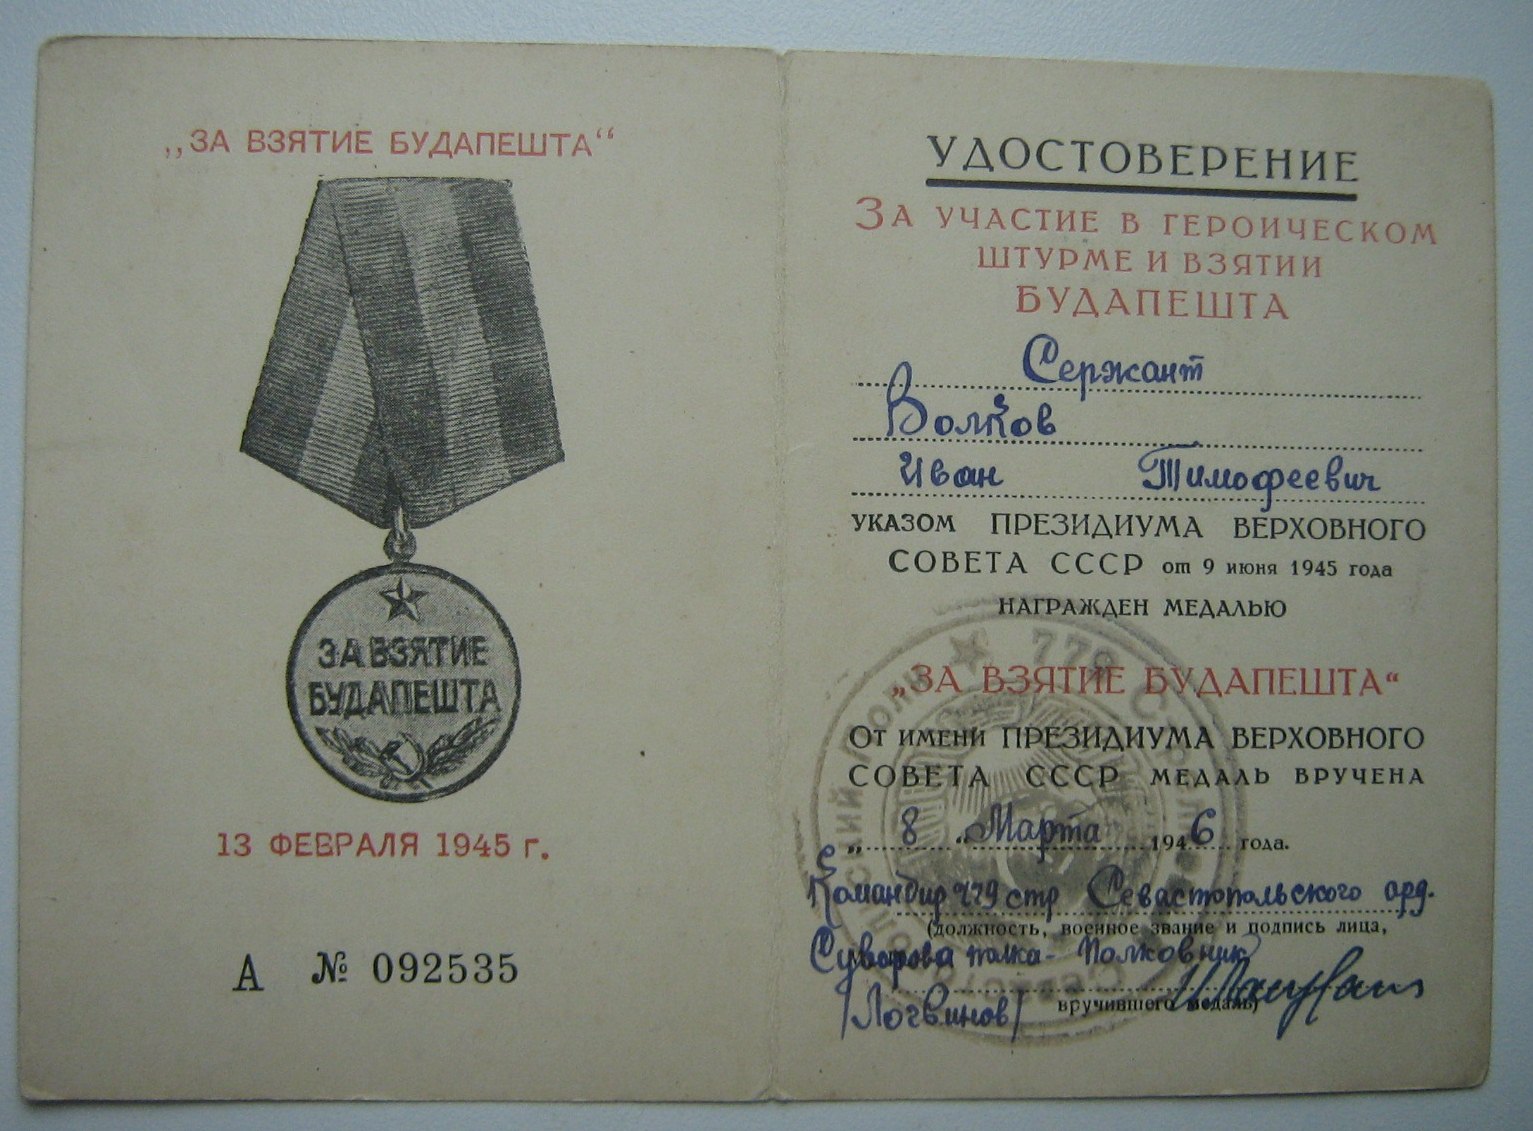 „ЗА ВЗЯТИЕ БУДАПЕШТА“
ЗА ВЗЯТИЕ
БУДАПЕШТА
13 ФЕВРАЛЯ 1945 г.
А № 092535
УДОСТОВЕРЕНИЕ
ЗА УЧАСТИЕ В ГЕРОИЧЕСКОМ
ШТУРМЕ И ВЗЯТИИ
БУДАПЕШТА
Сержант
Волков
Иван Тимофеевич
УКАЗОМ ПРЕЗИДИУМА ВЕРХОВНОГО
СОВЕТА СССР от 9 июня 1945 года
НАГРАЖДЕН МЕДАЛЬЮ
„ЗА ВЗЯТИЕ БУДАПЕШТА“
ОТ ИМЕНИ ПРЕЗИДИУМА ВЕРХОВНОГО
СОВЕТА СССР МЕДАЛЬ ВРУЧЕНА
„ 8 „ Марта 1946 года.
Командир 779 стр Севастопольского орд.
(должность, военное звание и подпись лица,
Суворова полка - Полковник
вручившего медаль)
/Логвинов/
779